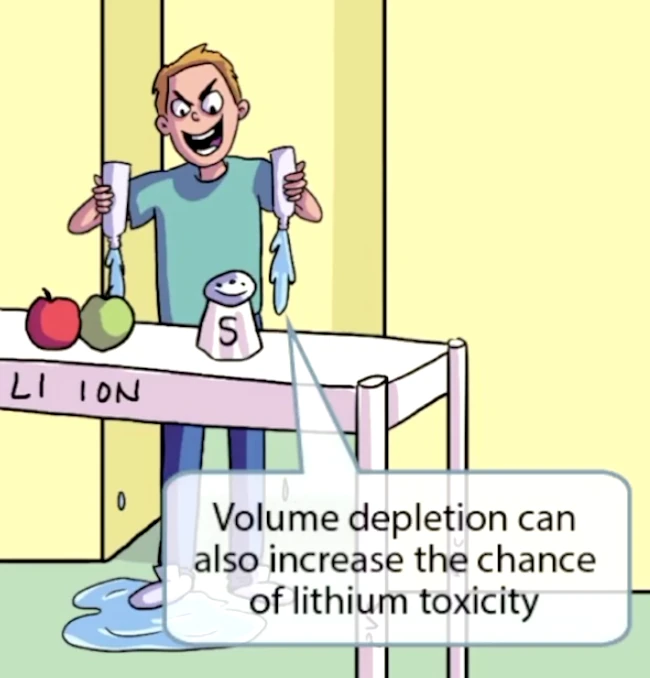 S
LI ION
Volume depletion can
also increase the chance
of lithium toxicity